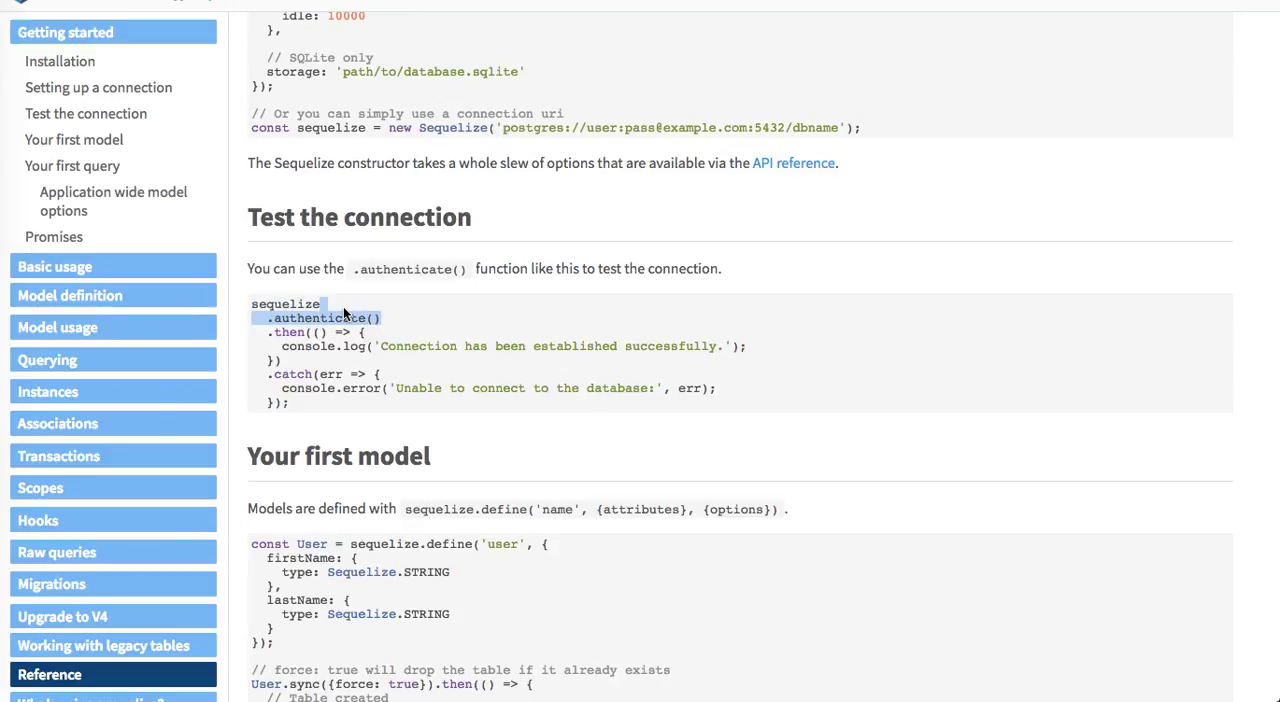 Getting started
Installation
Setting up a connection
Test the connection
Your first model
Your first query
Application wide model
options
Promises
Basic usage
Model definition
Model usage
Querying
Instances
Associations
Transactions
Scopes
Hooks
Raw queries
Migrations
Upgrade to V4
Working with legacy tables
Reference
idle: 10000
},
// SQLite only
storage: 'path/to/database.sqlite'
});
// Or you can simply use a connection uri
const sequelize = new Sequelize('postgres://user:pass@example.com:5432/dbname');
The Sequelize constructor takes a whole slew of options that are available via the API reference.
Test the connection
You can use the .authenticate() function like this to test the connection.
sequelize
.authenticate()
.then(() => {
console.log('Connection has been established successfully.');
})
.catch(err => {
console.error('Unable to connect to the database:', err);
});
Your first model
Models are defined with sequelize.define('name', {attributes}, {options}) .
const User = sequelize.define('user', {
firstName: {
type: Sequelize.STRING
},
lastName: {
type: Sequelize.STRING
}
});
// force: true will drop the table if it already exists
User.sync({force: true}).then(() => {
// Table created